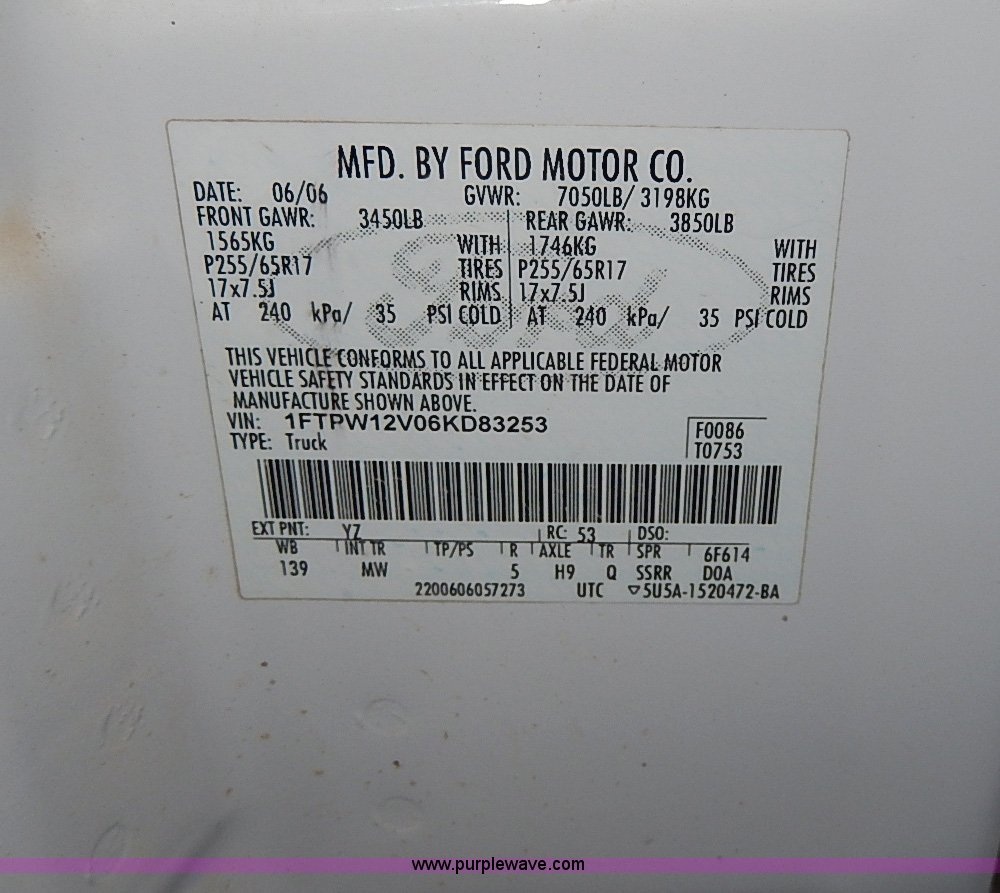 MFD. BY FORD MOTOR CO.
DATE: 06/06 GVWR: 7050LB/ 3198KG
FRONT GAWR: 3450LB REAR GAWR: 3850LB
1565KG WITH 1746KG WITH
P255/65R17 TIRES P255/65R17 TIRES
17x7.5J RIMS 17x7.5J RIMS
AT 240 kPa/ 35 PSI COLD AT 240 kPa/ 35 PSI COLD
Ford
THIS VEHICLE CONFORMS TO ALL APPLICABLE FEDERAL MOTOR
VEHICLE SAFETY STANDARDS IN EFFECT ON THE DATE OF
MANUFACTURE SHOWN ABOVE.
VIN: 1FTPW12V06KD83253
TYPE: Truck
F0086
T0753
EXT PNT: YZ RC: 53 DSO:
WB INT TR TP/PS R AXLE TR SPR 6F614
139 MW 5 H9 Q SSRR DOA
2200606057273 UTC ▽5U5A-1520472-BA
www.purplewave.com